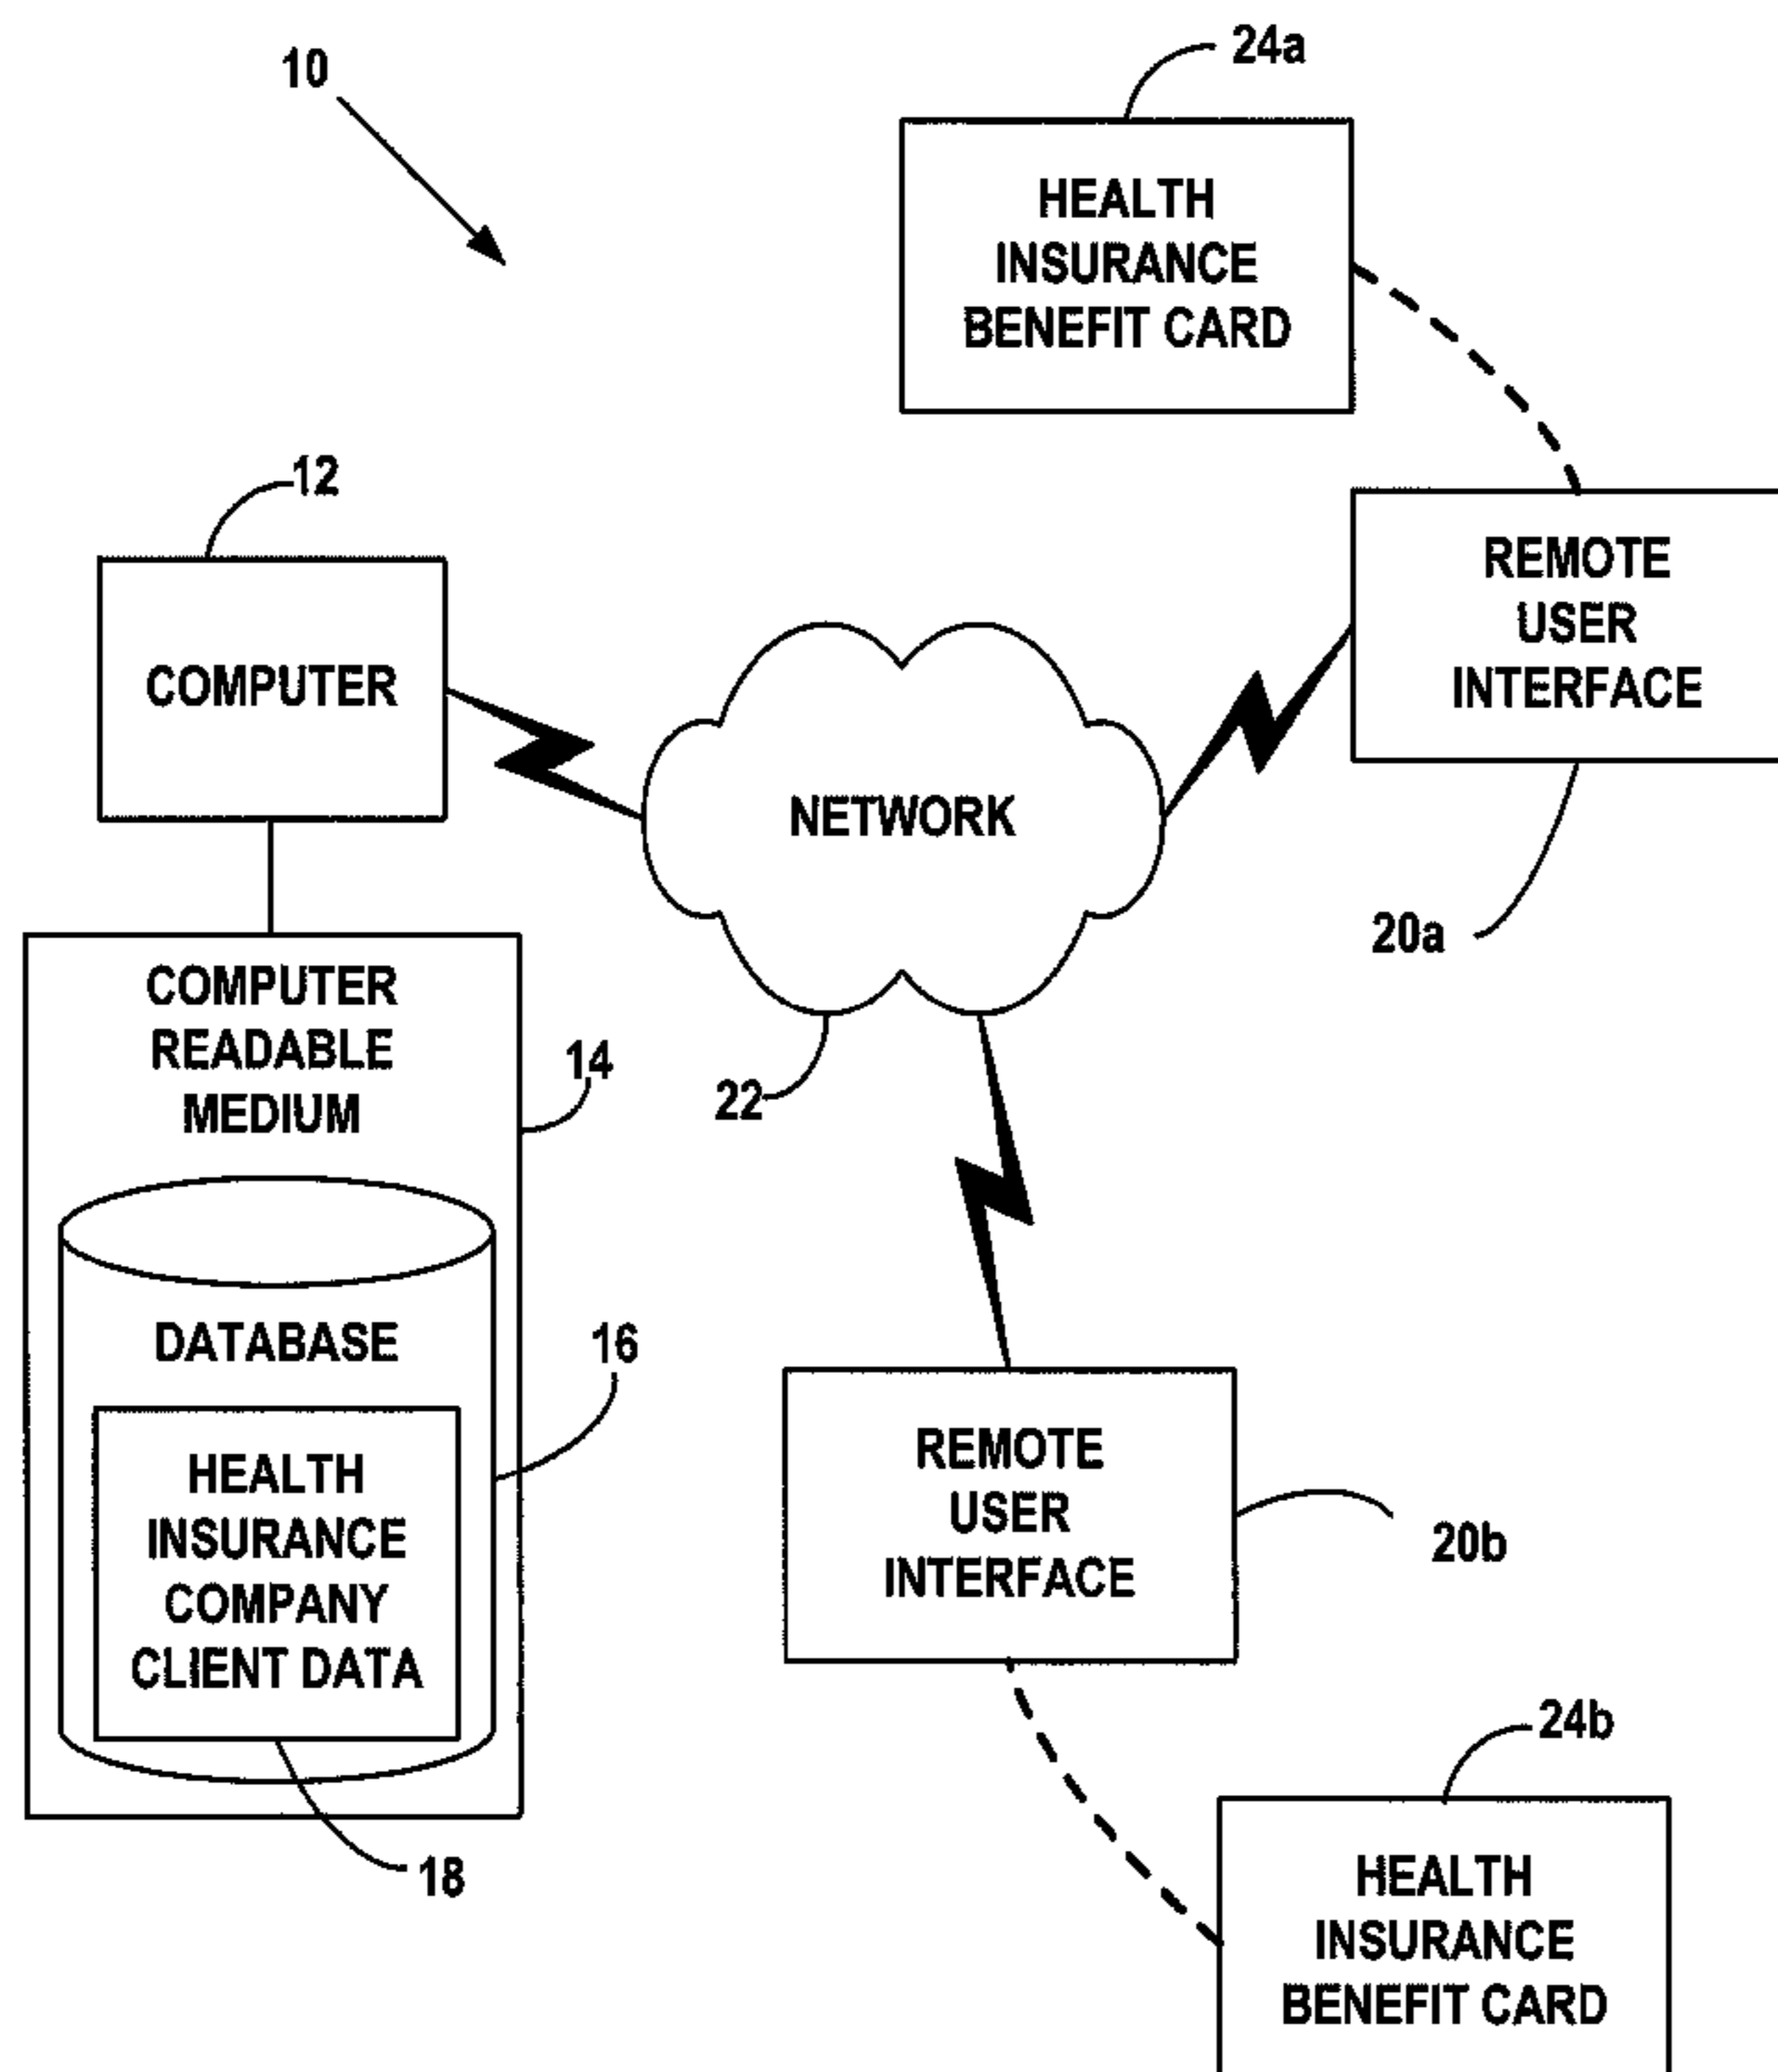 10
24a
HEALTH
INSURANCE
BENEFIT CARD
12
COMPUTER
REMOTE
USER
INTERFACE
20a
NETWORK
22
COMPUTER
READABLE
MEDIUM
14
DATABASE
16
HEALTH
INSURANCE
COMPANY
CLIENT DATA
18
REMOTE
USER
INTERFACE
20b
24b
HEALTH
INSURANCE
BENEFIT CARD